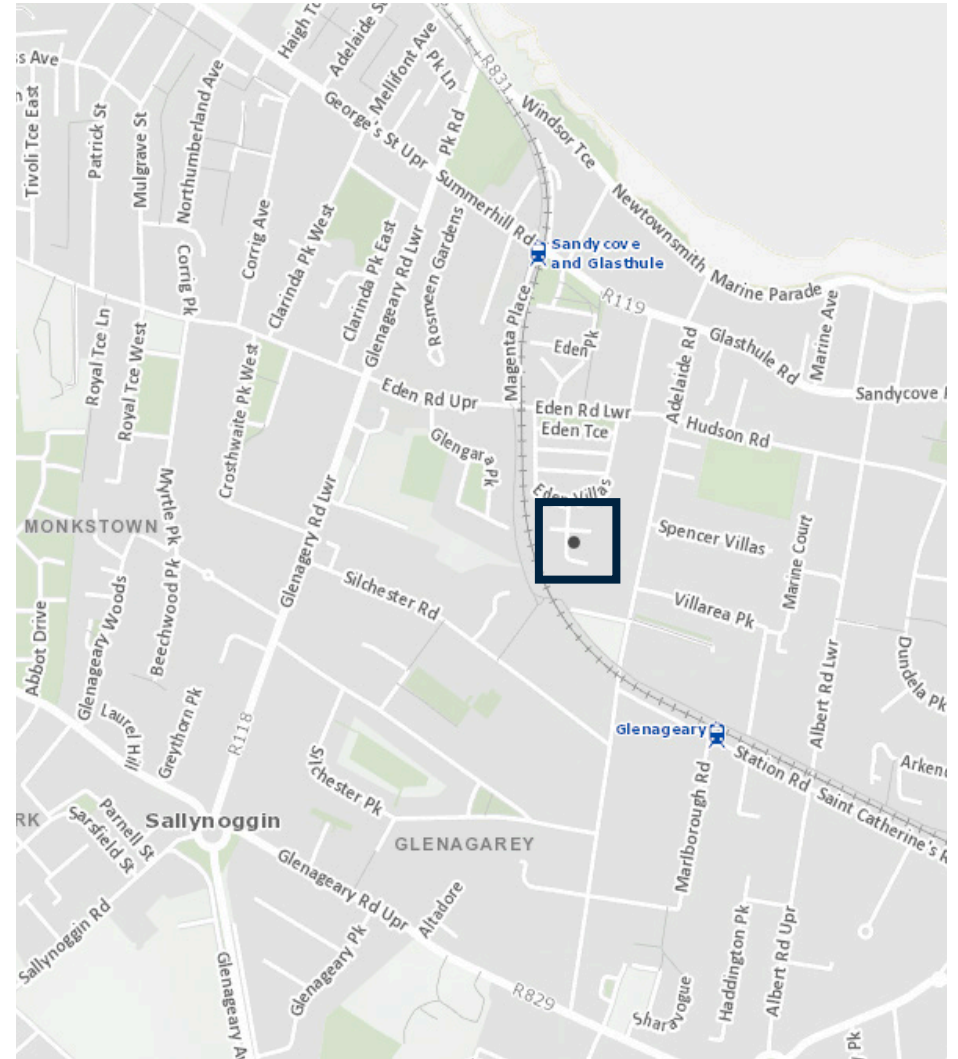 Haigh Tc
Adelaide S
Mellifont Ave
Pk Ln
R831
ss Ave
Tivoli Tce East
Patrick St
Mulgrave St
Northumberland Ave
George's St Upr
Pk Rd
Windsor Tce
Summerhill Rd
Newtownsmith
Sandycove
and Glasthule
Corrig Pk
Corrig Ave
Clarinda Pk West
Clarinda Pk East
Glenageary Rd Lwr
Rosmeen Gardens
Magenta Place
R119
Marine Parade
Marine Ave
Glasthule Rd
Sandycove
Eden Pk
Adelaide Rd
Royal Tce Ln
Royal Tce West
Crosthwaite Pk West
Eden Rd Upr
Eden Rd Lwr
Eden Tce
Hudson Rd
Glengara Pk
Eden Villas
MONKSTOWN
Myrtle Pk
Glenagery Rd Lwr
Spencer Villas
Marine Court
Silchester Rd
Villarea Pk
Abbot Drive
Glenageary Woods
Beechwood Pk
Albert Rd Lwr
Dundela Pk
Laurel Hill
Greythorn Pk
R118
Glenageary
Station Rd
Arken
Silchester Pk
Saint Catherine's R
RK
Parnell St
Sarsfield St
Sallynoggin
GLENAGAREY
Marlborough Rd
Glenageary Rd Upr
Altadore
Sallynoggin Rd
Glenageary Pk
Haddington Pk
Albert Rd Upr
Glenageary A
R829
Sharavogue
Pk